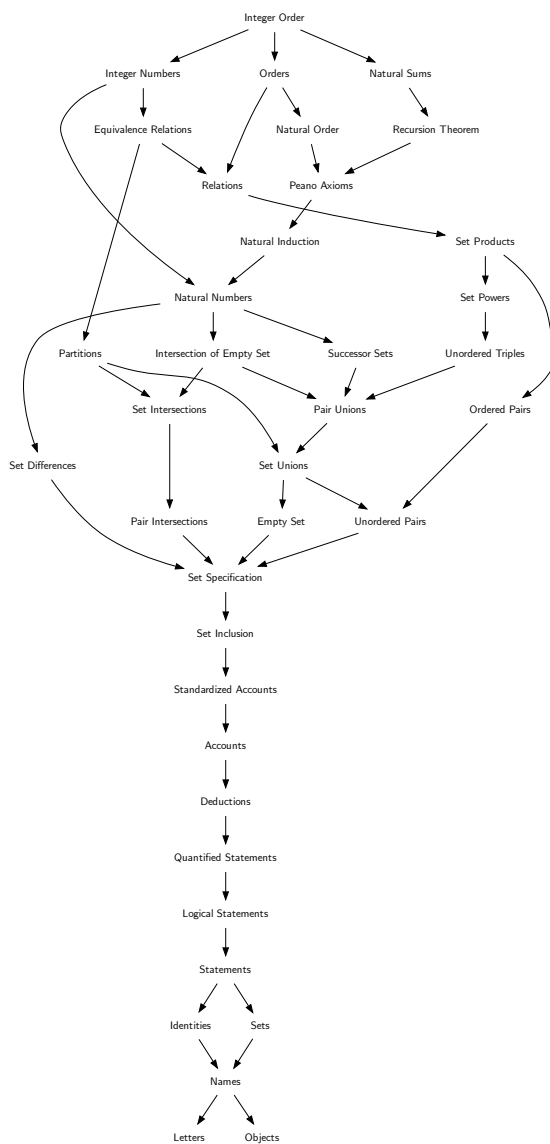 Integer Order
Integer Numbers Orders Natural Sums
Equivalence Relations Natural Order Recursion Theorem
Relations Peano Axioms
Natural Induction Set Products
Natural Numbers Set Powers
Partitions Intersection of Empty Set Successor Sets Unordered Triples
Set Intersections Pair Unions Ordered Pairs
Set Differences Set Unions
Pair Intersections Empty Set Unordered Pairs
Set Specification
Set Inclusion
Standardized Accounts
Accounts
Deductions
Quantified Statements
Logical Statements
Statements
Identities Sets
Names
Letters Objects